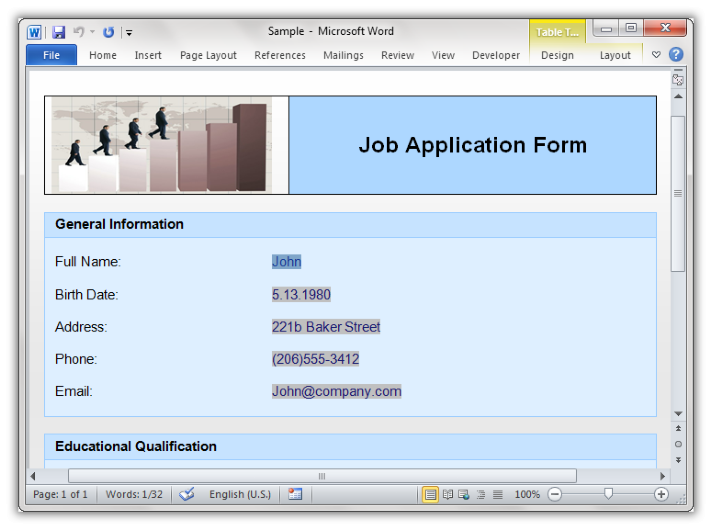 Sample - Microsoft Word
Table T...
File Home Insert Page Layout References Mailings Review View Developer Design Layout
Job Application Form
General Information
Full Name: John
Birth Date: 5.13.1980
Address: 221b Baker Street
Phone: (206)555-3412
Email: John@company.com
Educational Qualification
Page: 1 of 1 Words: 1/32 English (U.S.) 100%